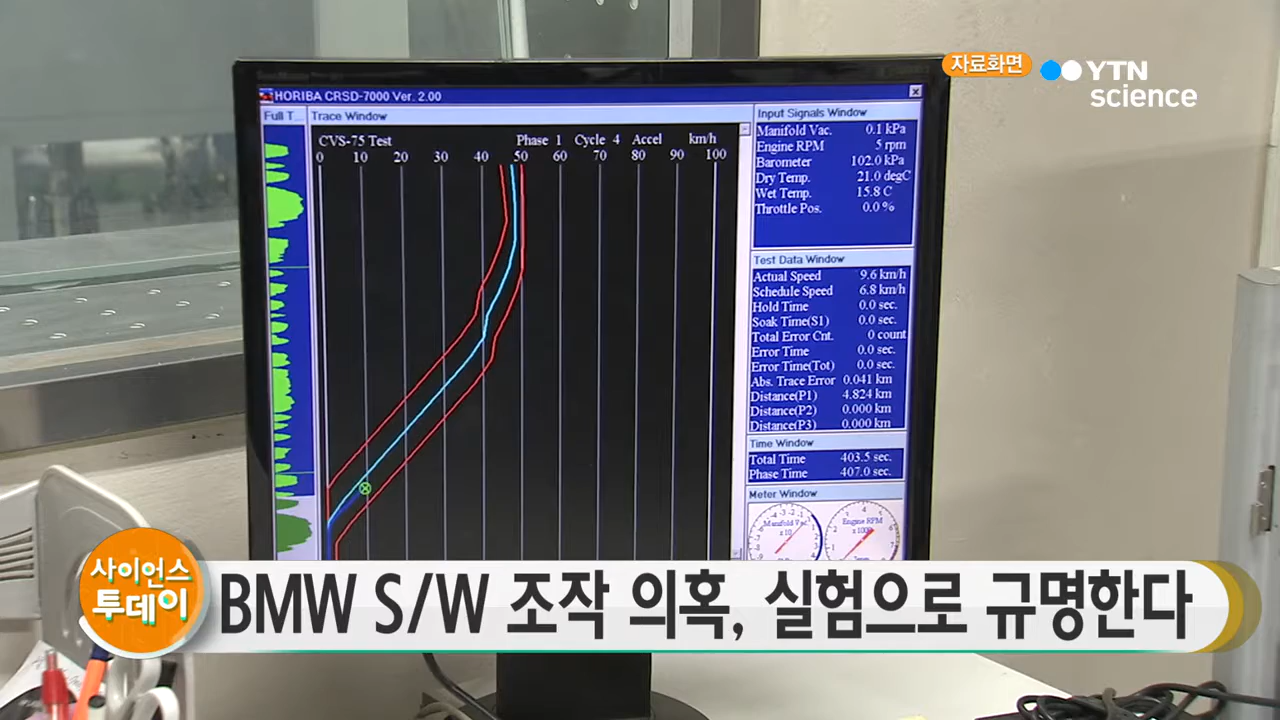 자료화면
YTN
science
HORIBA CRSD-7000 Ver. 2.00
Full T...
Trace Window
CVS-75 Test Phase 1 Cycle 4 Accel km/h
0 10 20 30 40 50 60 70 80 90 100
Input Signals Window
Manifold Vac. 0.1 kPa
Engine RPM 5 rpm
Barometer 102.0 kPa
Dry Temp. 21.0 degC
Wet Temp. 15.8 C
Throttle Pos. 0.0 %
Test Data Window
Actual Speed 9.6 km/h
Schedule Speed 6.8 km/h
Hold Time 0.0 sec.
Soak Time(S1) 0.0 sec.
Total Error Cnt. 0 count
Error Time 0.0 sec.
Error Time(Tot) 0.0 sec.
Abs. Trace Error 0.041 km
Distance(P1) 4.824 km
Distance(P2) 0.000 km
Distance(P3) 0.000 km
Time Window
Total Time 403.5 sec.
Phase Time 407.0 sec.
Meter Window
Manifold Vac.
x 10
Engine RPM
x 1000
사이언스
투데이
BMW S/W 조작 의혹, 실험으로 규명한다